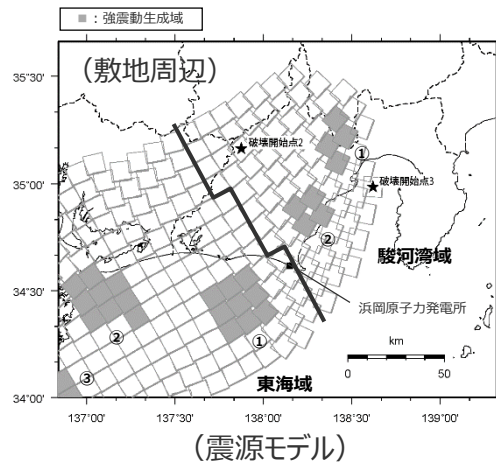 ■ ：強震動生成域
（敷地周辺）
35°30'
35°00'
34°30'
34°00'
★破壊開始点2
①
★破壊開始点3
②
駿河湾域
浜岡原子力発電所
②
①
③
km
0 50
東海域
137°00' 137°30' 138°00' 138°30' 139°00'
（震源モデル）